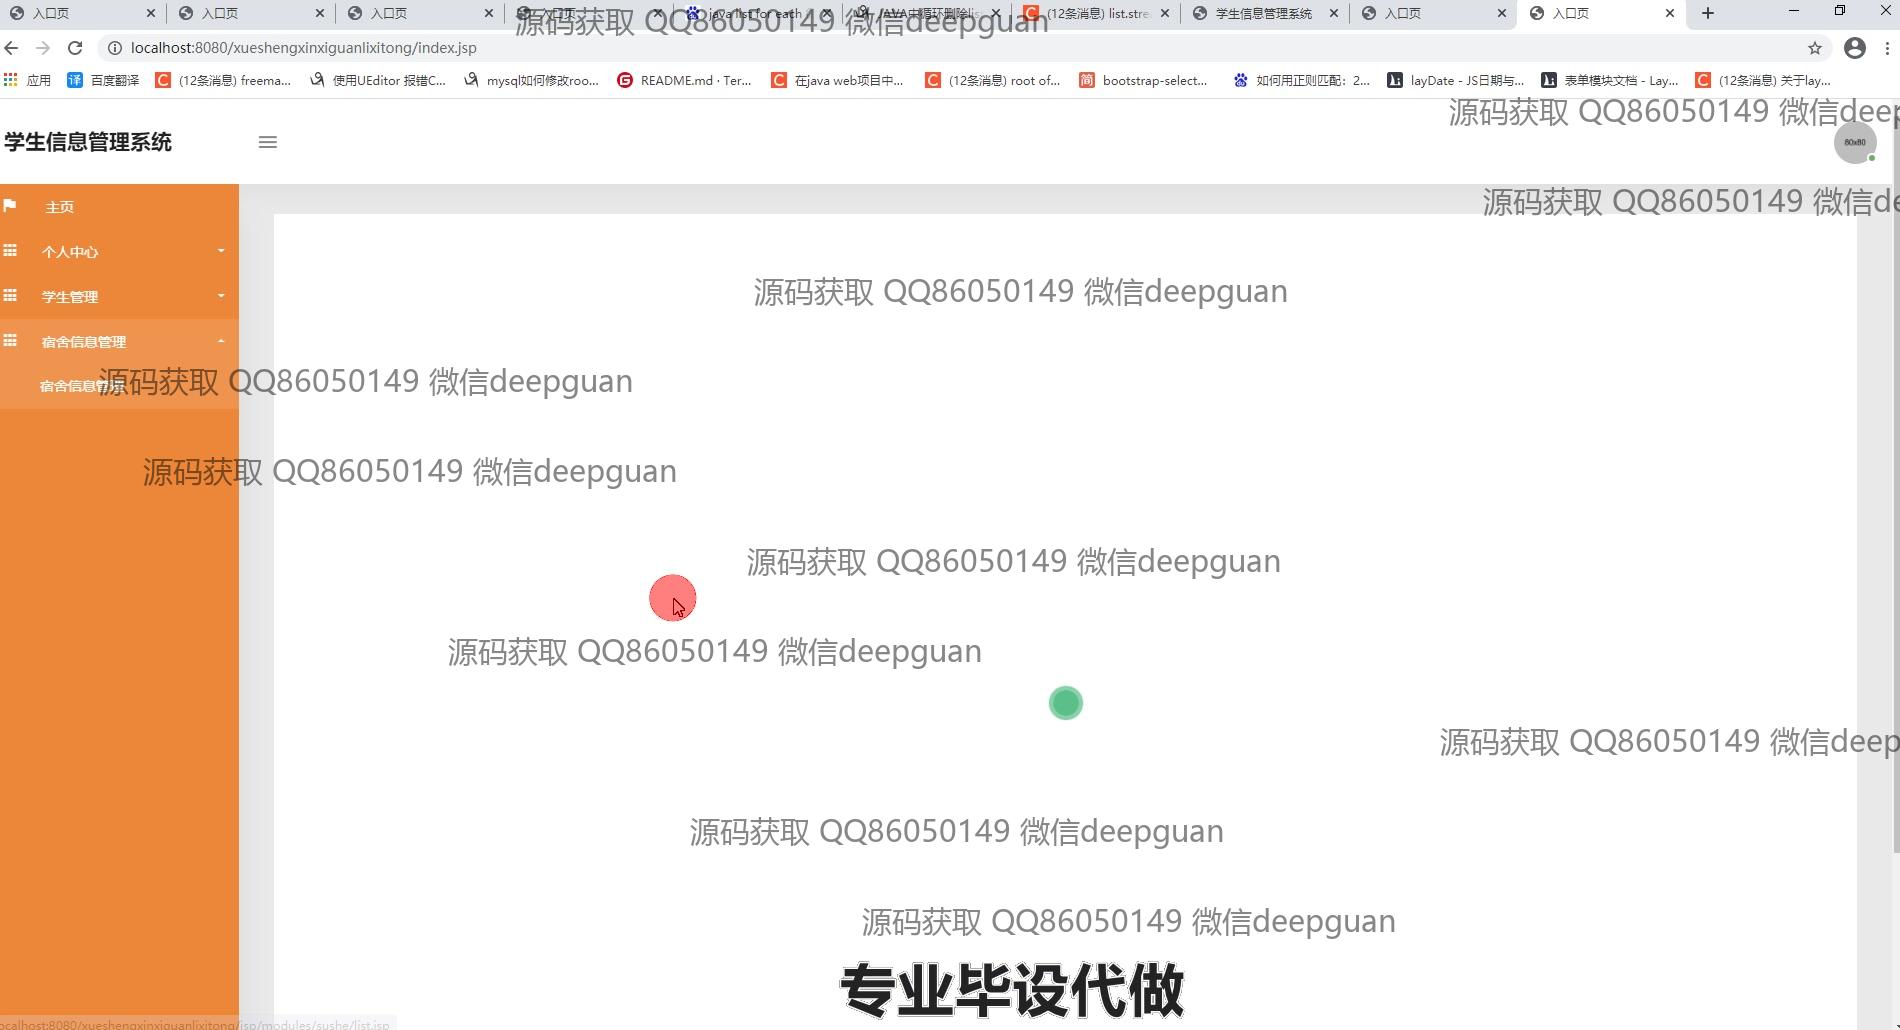 入口页
入口页
入口页
入口页
java list for each
JAVA中循环删除lis
(12条消息) list.stre
学生信息管理系统
入口页
入口页
源码获取 QQ86050149 微信deepguan
localhost:8080/xueshengxinxiguanlixitong/index.jsp
应用
百度翻译
(12条消息) freema...
使用UEditor 报错C...
mysql如何修改roo...
README.md · Ter...
在java web项目中...
(12条消息) root of...
bootstrap-select...
如何用正则匹配：2...
layDate - JS日期与...
表单模块文档 - Lay...
(12条消息) 关于lay...
源码获取 QQ86050149 微信deep
学生信息管理系统
80x80
源码获取 QQ86050149 微信de
主页
个人中心
学生管理
宿舍信息管理
宿舍信息管理
源码获取 QQ86050149 微信deepguan
源码获取 QQ86050149 微信deepguan
源码获取 QQ86050149 微信deepguan
源码获取 QQ86050149 微信deepguan
源码获取 QQ86050149 微信deepguan
源码获取 QQ86050149 微信deep
源码获取 QQ86050149 微信deepguan
源码获取 QQ86050149 微信deepguan
专业毕设代做
ocalhost:8080/xueshengxinxiguanlixitong/jsp/modules/sushe/list.jsp